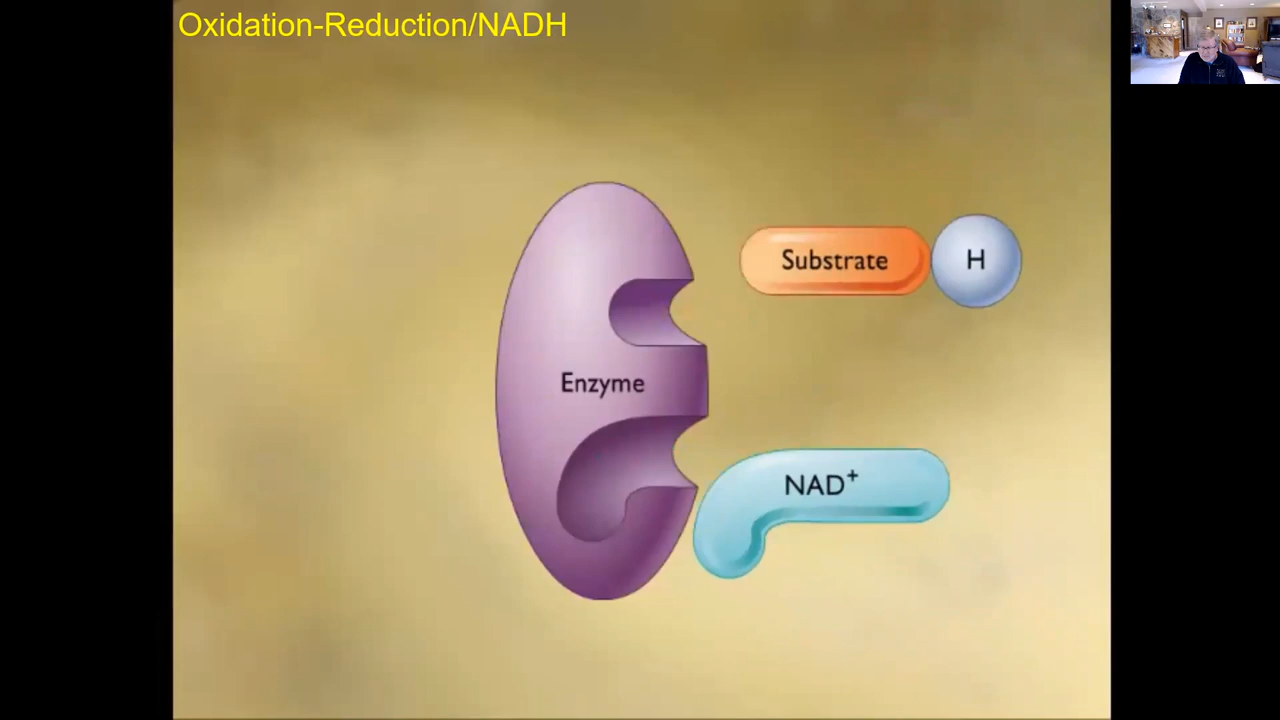 Oxidation-Reduction/NADH
Substrate
H
Enzyme
NAD⁺